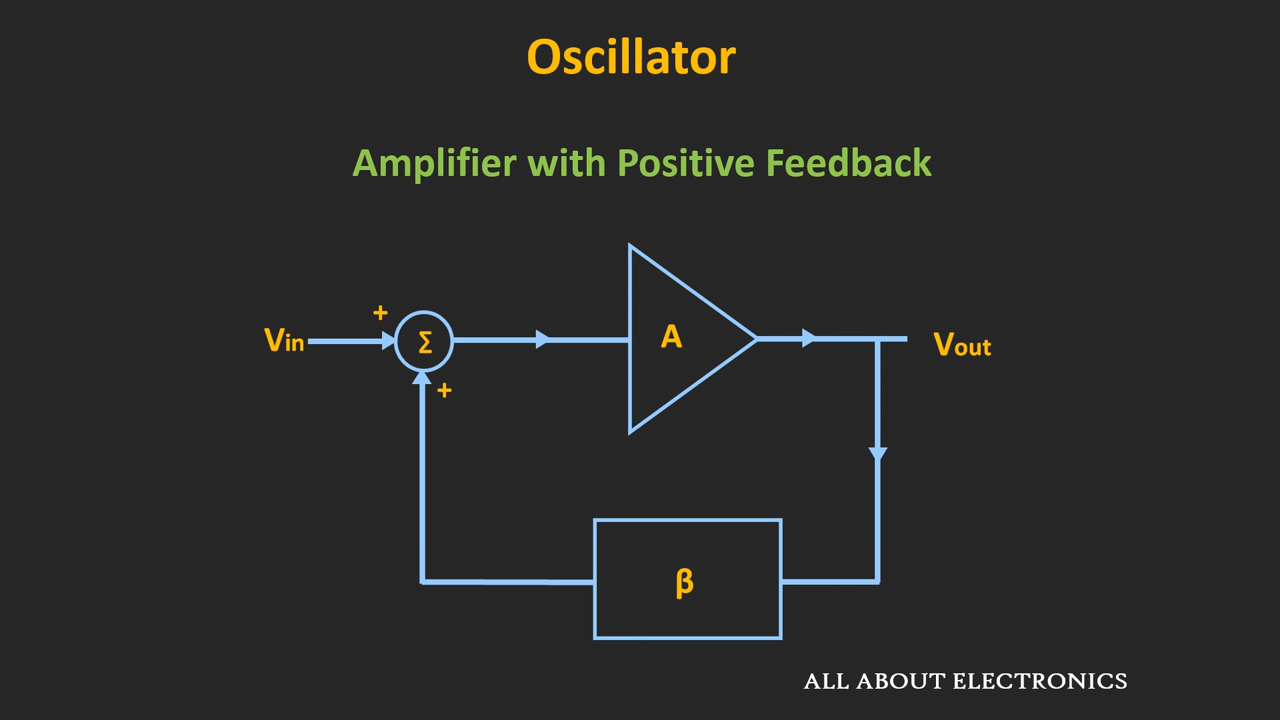 Oscillator
Amplifier with Positive Feedback
+
Vin
Σ
A
Vout
+
β
ALL ABOUT ELECTRONICS